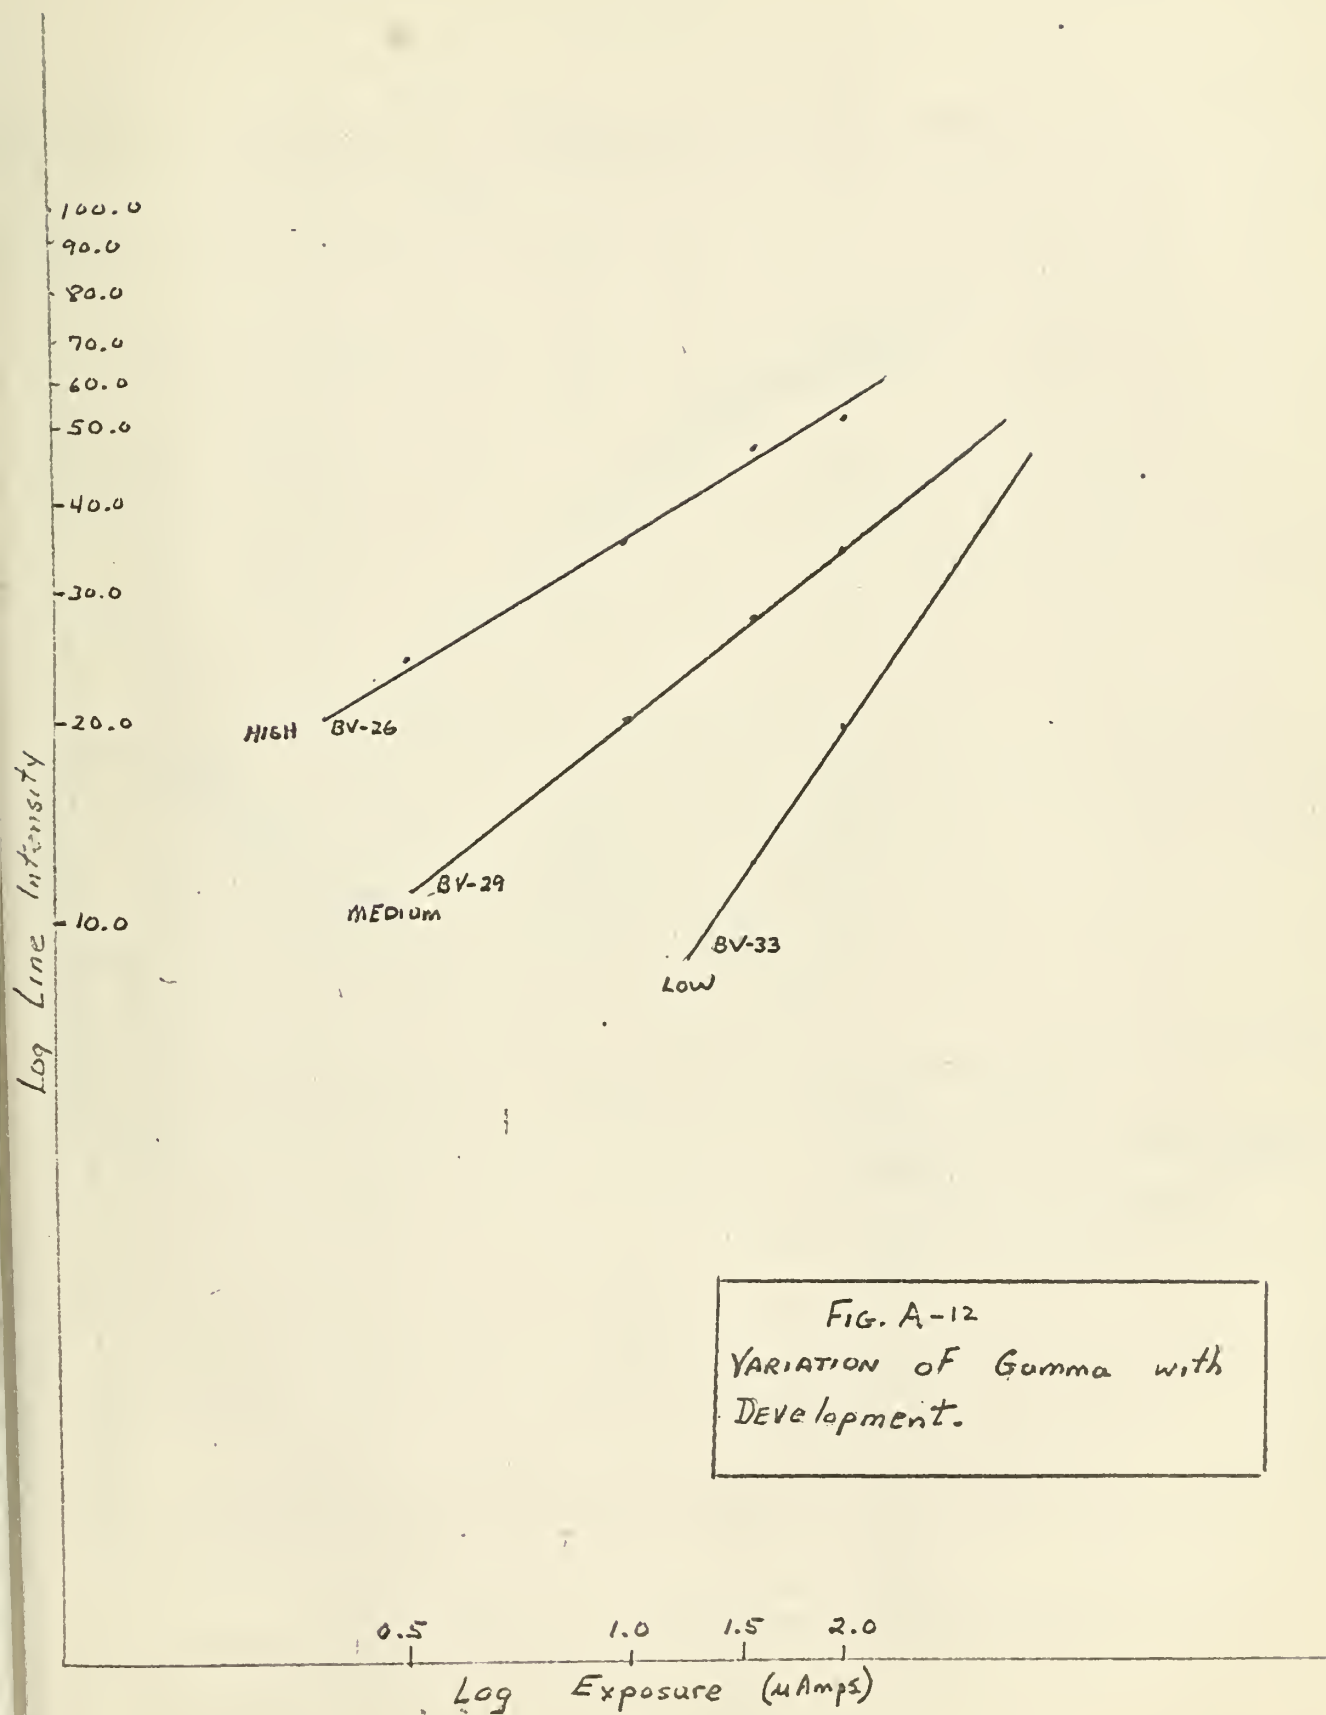 100.0
90.0
80.0
70.0
60.0
50.0
40.0
30.0
20.0
10.0
Log Line Intensity
HIGH BV-26
BV-29
MEDIUM
BV-33
LOW
FIG. A-12
VARIATION OF Gamma with
DEVelopment.
0.5 1.0 1.5 2.0
Log Exposure (μAmps)